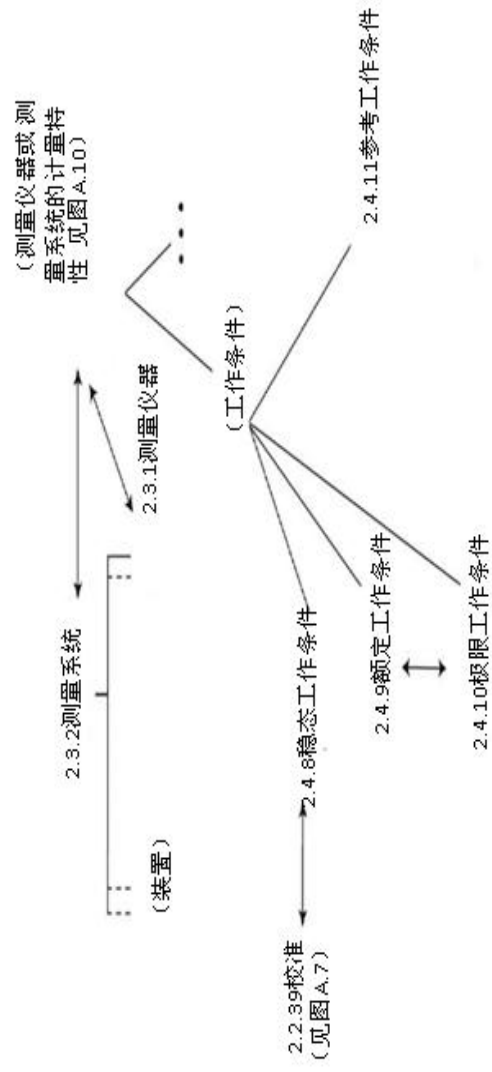 （测量仪器或 测
量系统的计量特
性 见图A.10）
2.3.2测量系统
2.3.1测量仪器
（装置）
• • •
（工作条件）
2.2.39校准
（见图A.7）
2.4.8稳态工作条件
2.4.9额定工作条件
2.4.10极限工作条件
2.4.11参考工作条件